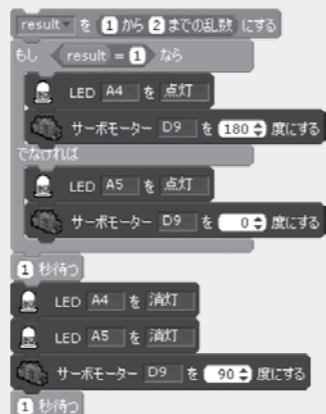 result を 1 から 2 までの乱数 にする
もし result = 1 なら
LED A4 を 点灯
サーボモーター D9 を 180 度にする
でなければ
LED A5 を 点灯
サーボモーター D9 を 0 度にする
1 秒待つ
LED A4 を 消灯
LED A5 を 消灯
サーボモーター D9 を 90 度にする
1 秒待つ